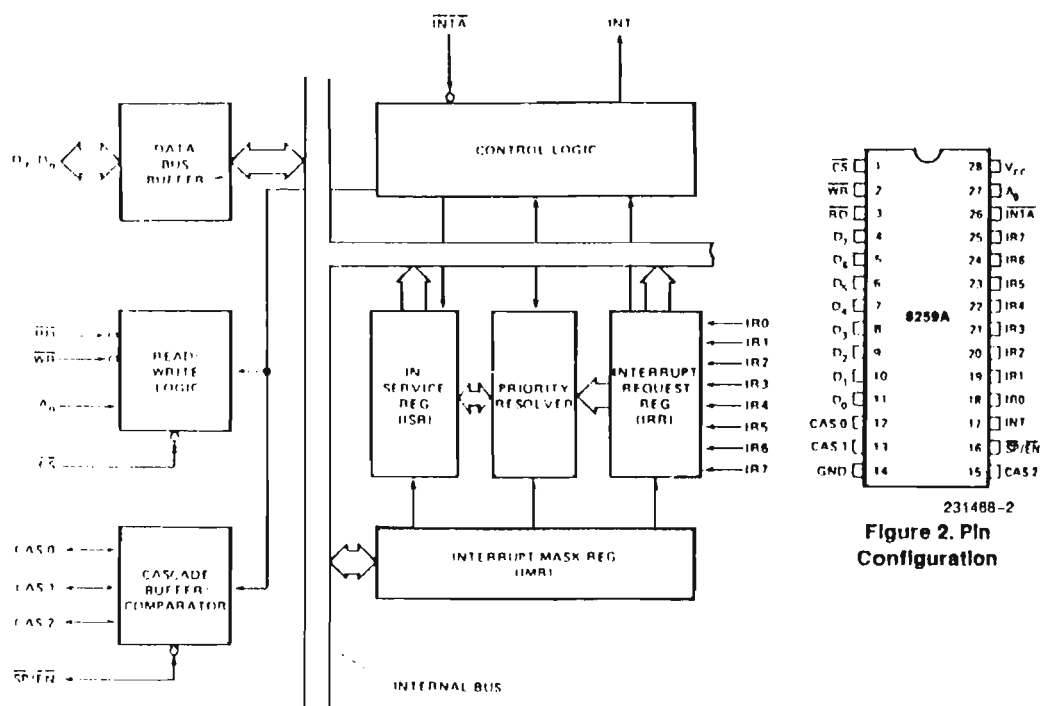 INTA
INT
DATA
BUS
BUFFER
D7 D0
CONTROL LOGIC
RD
WR
A0
CS
READ-
WRITE
LOGIC
IN
SERVICE
REG
(ISR)
PRIORITY
RESOLVER
INTERRUPT
REQUEST
REG
(IRR)
IR0
IR1
IR2
IR3
IR4
IR5
IR6
IR7
CAS 0
CAS 1
CAS 2
SP/EN
CASCADE
BUFFER
COMPARATOR
INTERRUPT MASK REG
(IMR)
INTERNAL BUS
CS 1 28 VCC
WR 2 27 A0
RD 3 26 INTA
D7 4 25 IR7
D6 5 24 IR6
D5 6 23 IR5
D4 7 22 IR4
D3 8 21 IR3
D2 9 20 IR2
D1 10 19 IR1
D0 11 18 IR0
CAS 0 12 17 INT
CAS 1 13 16 SP/EN
GND 14 15 CAS 2
8259A
231468-2
Figure 2. Pin
Configuration